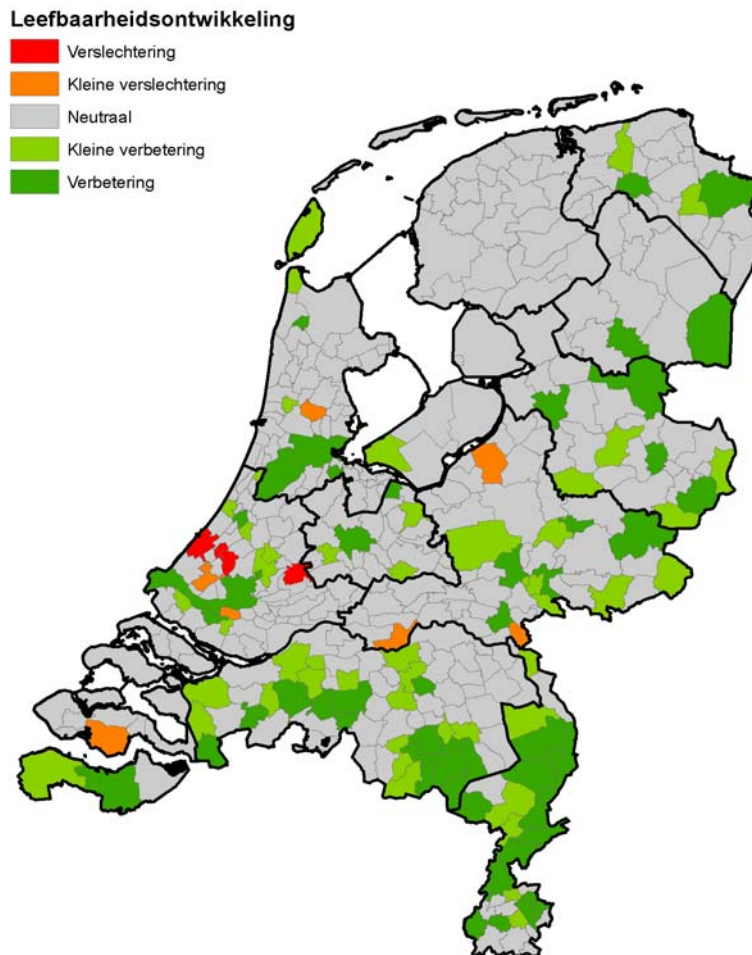 Leefbaarheidsontwikkeling
Verslechtering
Kleine verslechtering
Neutraal
Kleine verbetering
Verbetering